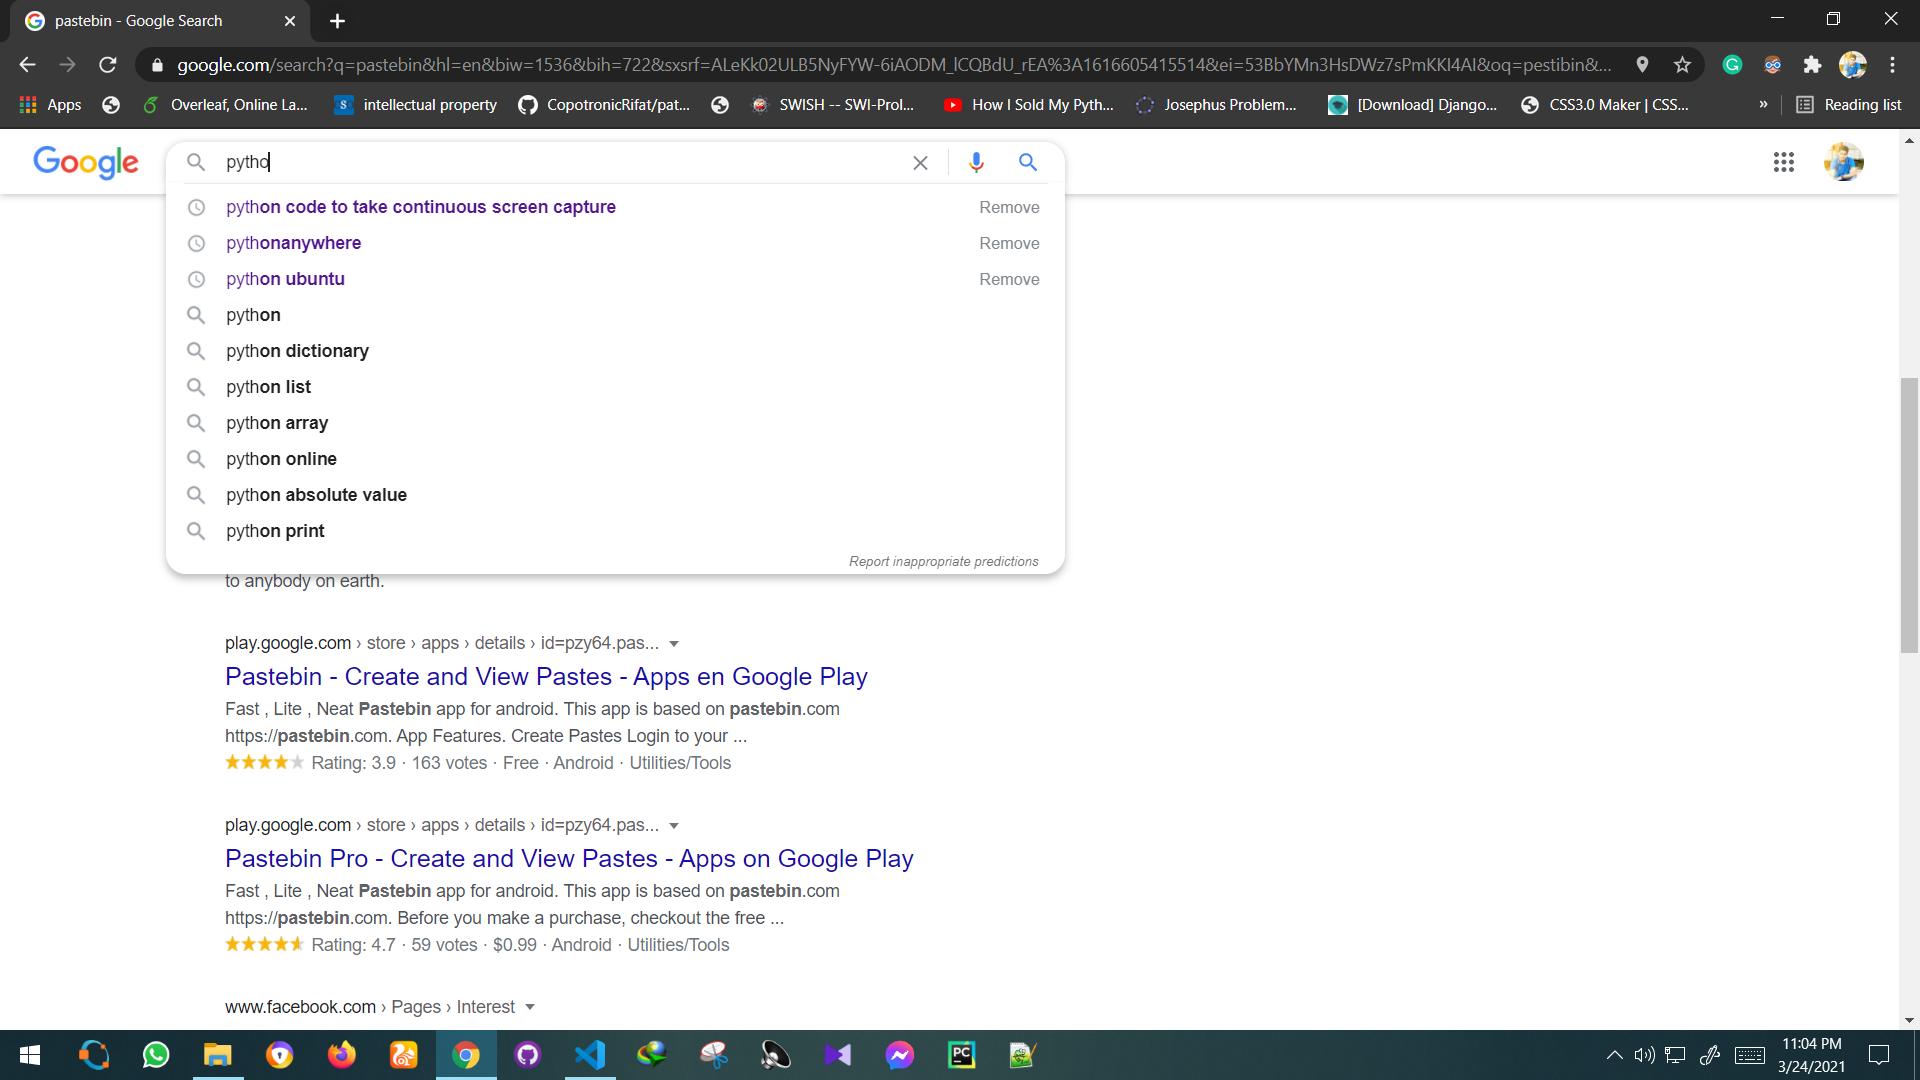 pastebin - Google Search
google.com/search?q=pastebin&hl=en&biw=1536&bih=722&sxsrf=ALeKk02ULB5NyFYW-6iAODM_lCQBdU_rEA%3A1616605415514&ei=53BbYMn3HsDWz7sPmKKI4AI&oq=pestibin&...
Apps Overleaf, Online La... intellectual property CopotronicRifat/pat... SWISH -- SWI-Prol... How I Sold My Pyth... Josephus Problem... [Download] Django... CSS3.0 Maker | CSS... » Reading list
Google pytho
python code to take continuous screen capture Remove
pythonanywhere Remove
python ubuntu Remove
python
python dictionary
python list
python array
python online
python absolute value
python print
Report inappropriate predictions
to anybody on earth.
play.google.com › store › apps › details › id=pzy64.pas...
Pastebin - Create and View Pastes - Apps en Google Play
Fast , Lite , Neat Pastebin app for android. This app is based on pastebin.com
https://pastebin.com. App Features. Create Pastes Login to your ...
Rating: 3.9 · 163 votes · Free · Android · Utilities/Tools
play.google.com › store › apps › details › id=pzy64.pas...
Pastebin Pro - Create and View Pastes - Apps on Google Play
Fast , Lite , Neat Pastebin app for android. This app is based on pastebin.com
https://pastebin.com. Before you make a purchase, checkout the free ...
Rating: 4.7 · 59 votes · $0.99 · Android · Utilities/Tools
www.facebook.com › Pages › Interest
PC
11:04 PM
3/24/2021